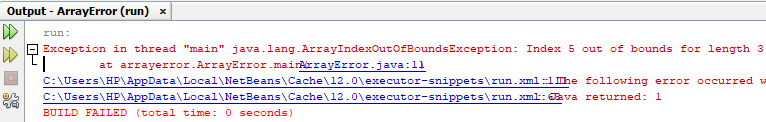 Output - ArrayError (run) ×
run:
Exception in thread "main" java.lang.ArrayIndexOutOfBoundsException: Index 5 out of bounds for length 3
at arrayerror.ArrayError.main(ArrayError.java:11)
C:\Users\HP\AppData\Local\NetBeans\Cache\12.0\executor-snippets\run.xml:111: The following error occurred w
C:\Users\HP\AppData\Local\NetBeans\Cache\12.0\executor-snippets\run.xml:68: Java returned: 1
BUILD FAILED (total time: 0 seconds)